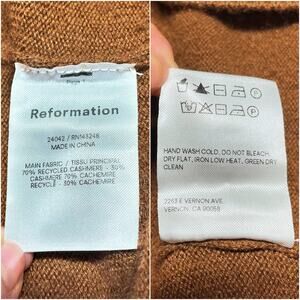 Reformation
24042 / RN143248
MADE IN CHINA
MAIN FABRIC / TISSU PRINCIPAL
70% RECYCLED CASHMERE - 30%
CASHMERE 70% CACHEMIRE
RECYCLÉ - 30% CACHEMIRE
HAND WASH COLD, DO NOT BLEACH,
DRY FLAT, IRON LOW HEAT, GREEN DRY
CLEAN
2263 E VERNON AVE
VERNON, CA 90058